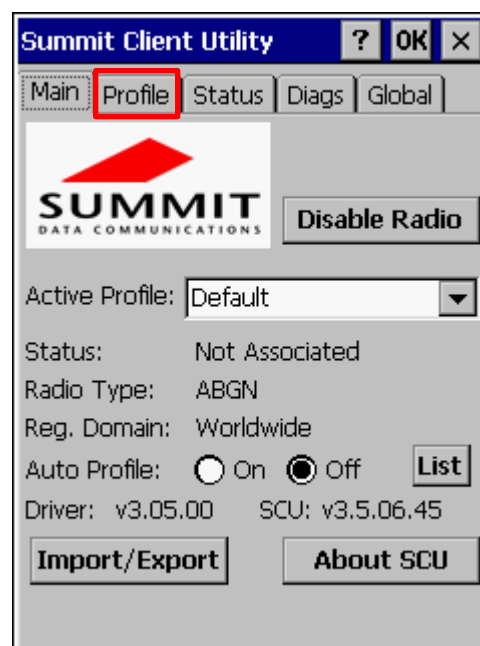 Summit Client Utility ? OK ×
Main Profile Status Diags Global
SUMMIT
DATA COMMUNICATIONS
Disable Radio
Active Profile: Default
Status: Not Associated
Radio Type: ABGN
Reg. Domain: Worldwide
Auto Profile: On Off List
Driver: v3.05.00 SCU: v3.5.06.45
Import/Export About SCU